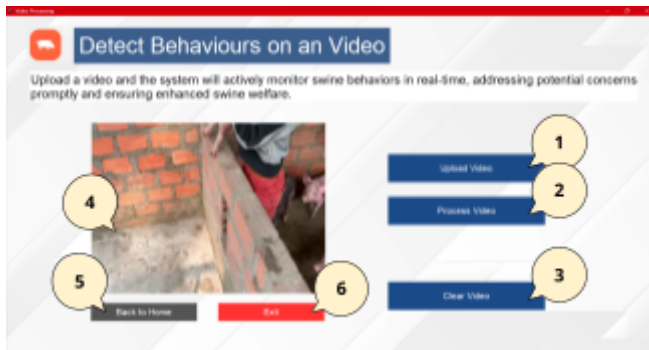 Video Processing
Detect Behaviours on an Video
Upload a video and the system will actively monitor swine behaviors in real-time, addressing potential concerns
promptly and ensuring enhanced swine welfare.
1
Upload Video
2
Process Video
4
3
5
6
Clear Video
Back to Home
Exit